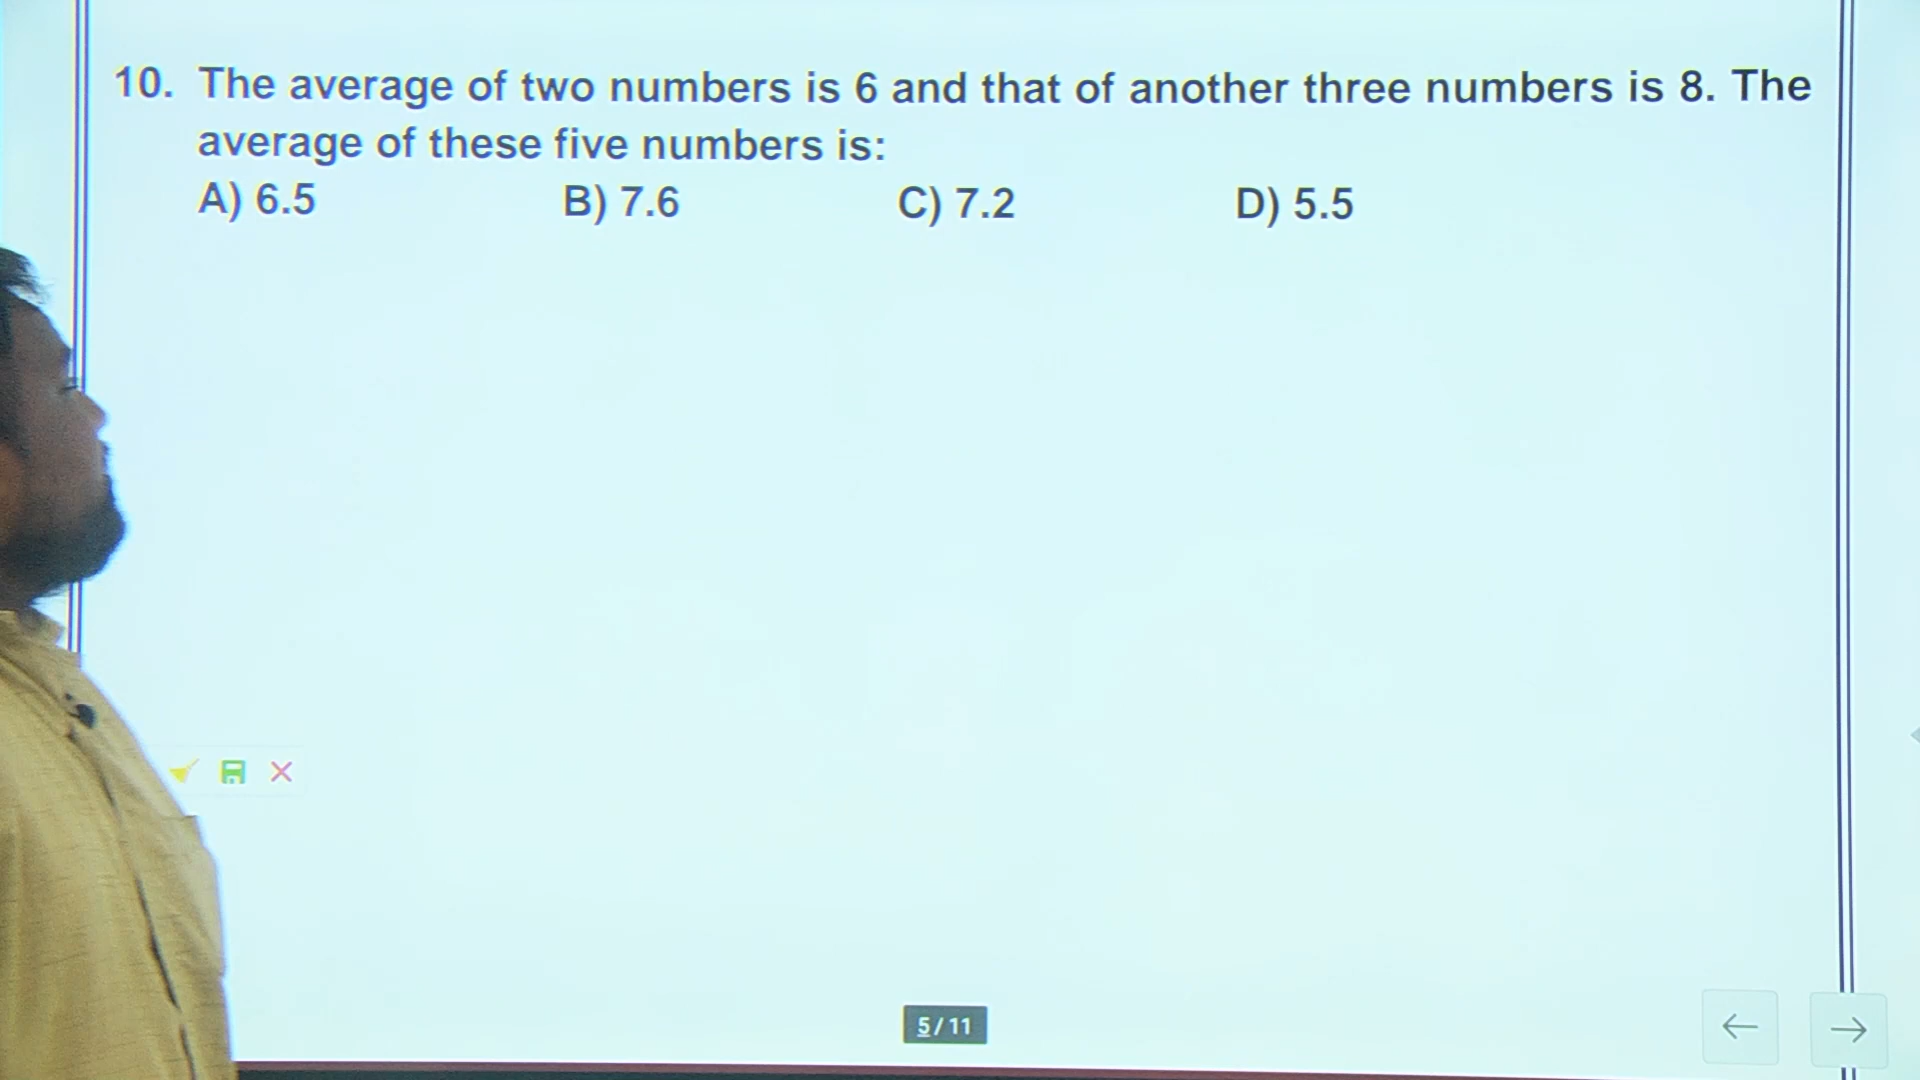 10. The average of two numbers is 6 and that of another three numbers is 8. The
average of these five numbers is:
A) 6.5 B) 7.6 C) 7.2 D) 5.5
5 / 11